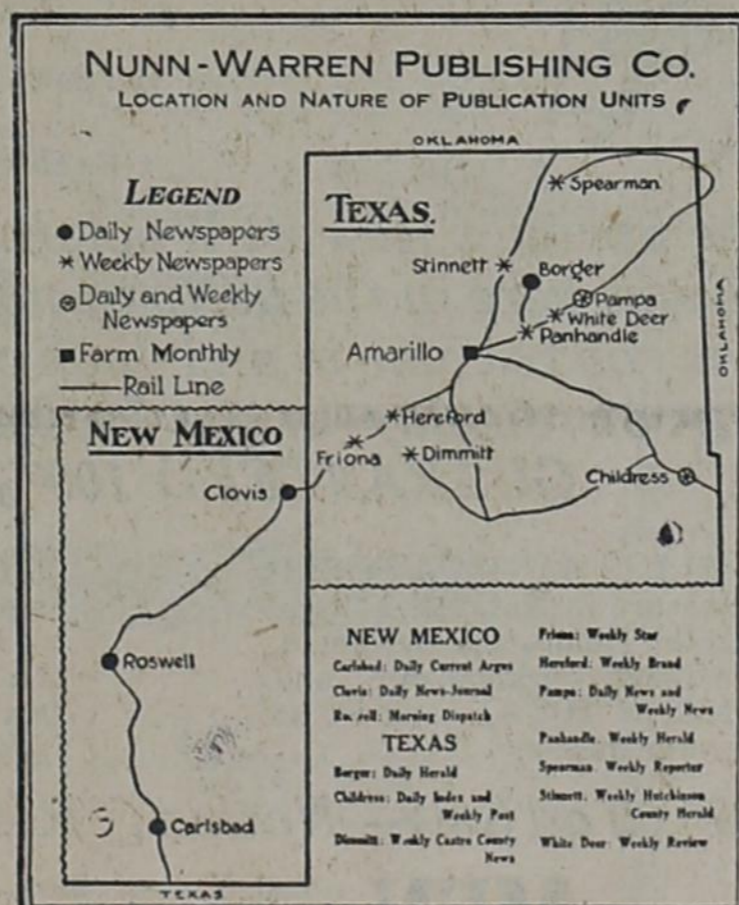 NUNN-WARREN PUBLISHING CO.
LOCATION AND NATURE OF PUBLICATION UNITS
OKLAHOMA
LEGEND
Daily Newspapers
Weekly Newspapers
Daily and Weekly
Newspapers
Farm Monthly
Rail Line
TEXAS.
Spearman
Stinnett
Borger
Pampa
White Deer
Panhandle
Amarillo
OKLAHOMA
Hereford
Friona
Dimmitt
Childress
NEW MEXICO
Clovis
Roswell
Carlsbad
TEXAS
NEW MEXICO
Carlsbad: Daily Current Argus
Clovis: Daily News-Journal
Morning Dispatch
TEXAS
Borger: Daily Herald
Childress: Daily Index and
Weekly Post
Dimmitt: Weekly Castro County
News
Friona: Weekly Star
Hereford: Weekly Brand
Pampa: Daily News and
Weekly News
Panhandle: Weekly Herald
Spearman: Weekly Reporter
Stinnett: Weekly Hutchinson
County Herald
White Deer: Weekly Review